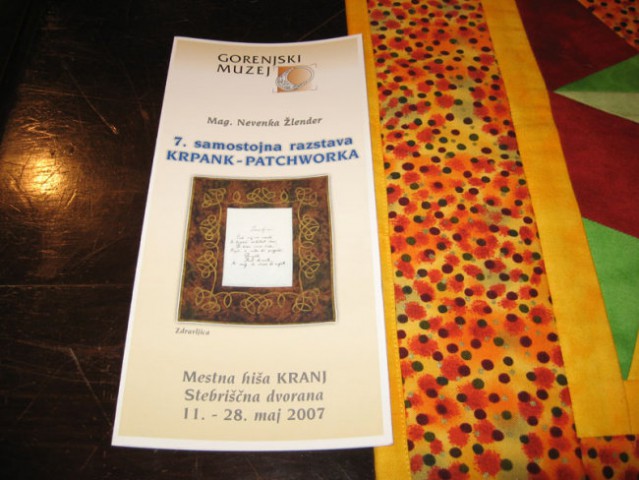 GORENJSKI
MUZEJ
Mag. Nevenka Žlender
7. samostojna razstava
KRPANK-PATCHWORKA
Zdravljica
Mestna hiša KRANJ
Stebriščna dvorana
11. - 28. maj 2007